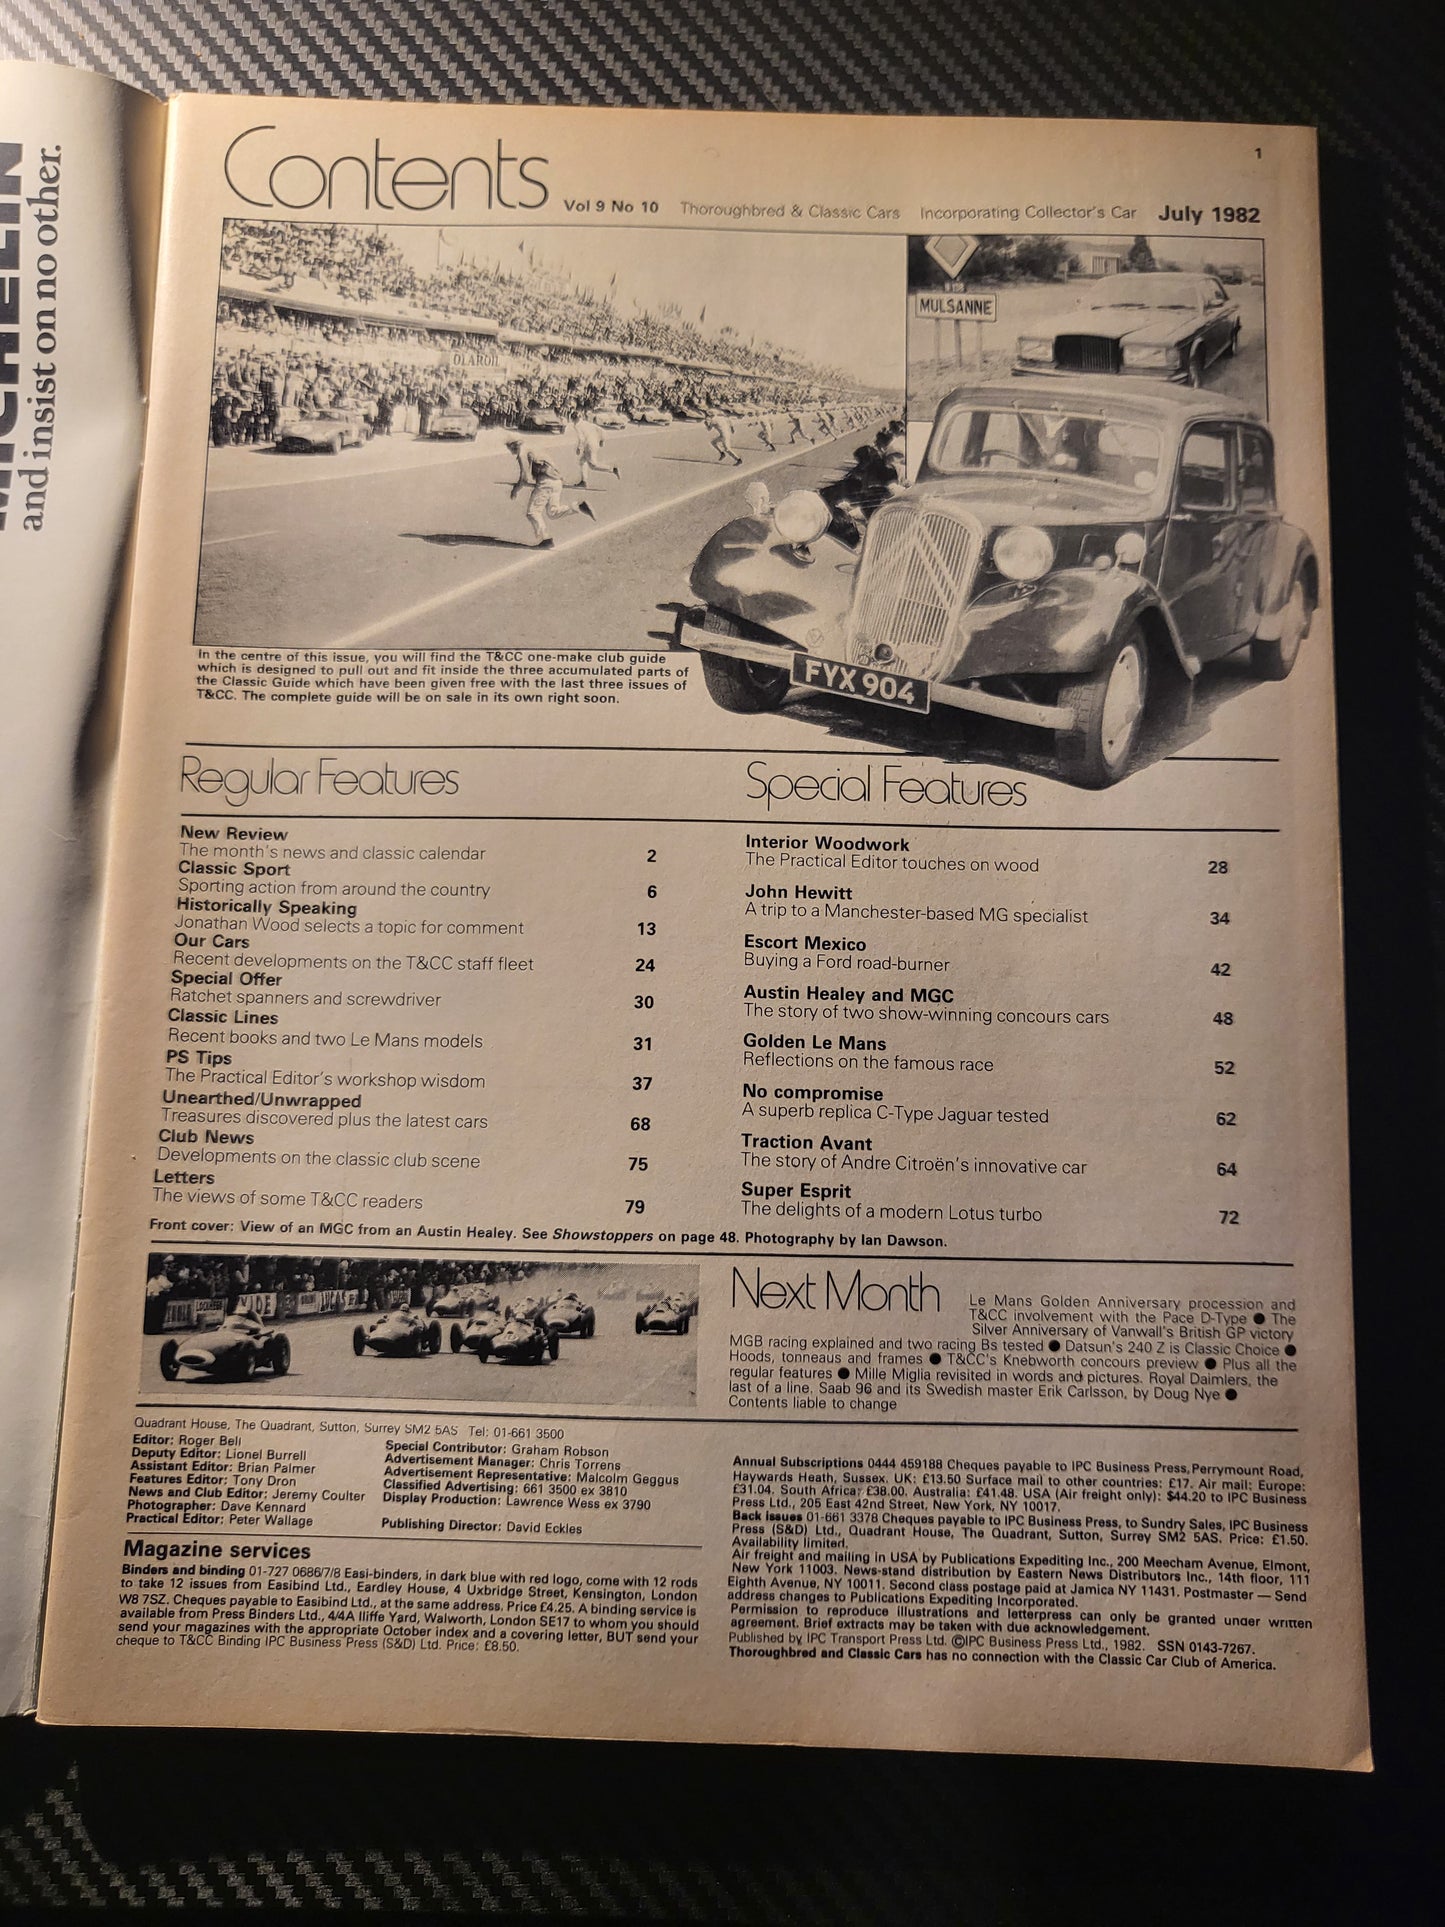 MICHELIN
and insist on no other.
1
Contents
Vol 9 No 10 Thoroughbred & Classic Cars Incorporating Collector's Car July 1982
OLAROIL
MULSANNE
FYX 904
In the centre of this issue, you will find the T&CC one-make club guide
which is designed to pull out and fit inside the three accumulated parts of
the Classic Guide which have been given free with the last three issues of
T&CC. The complete guide will be on sale in its own right soon.
Regular Features
New Review
The month's news and classic calendar 2
Classic Sport
Sporting action from around the country 6
Historically Speaking
Jonathan Wood selects a topic for comment 13
Our Cars
Recent developments on the T&CC staff fleet 24
Special Offer
Ratchet spanners and screwdriver 30
Classic Lines
Recent books and two Le Mans models 31
PS Tips
The Practical Editor's workshop wisdom 37
Unearthed/Unwrapped
Treasures discovered plus the latest cars 68
Club News
Developments on the classic club scene 75
Letters
The views of some T&CC readers 79
Special Features
Interior Woodwork
The Practical Editor touches on wood 28
John Hewitt
A trip to a Manchester-based MG specialist 34
Escort Mexico
Buying a Ford road-burner 42
Austin Healey and MGC
The story of two show-winning concours cars 48
Golden Le Mans
Reflections on the famous race 52
No compromise
A superb replica C-Type Jaguar tested 62
Traction Avant
The story of Andre Citroën's innovative car 64
Super Esprit
The delights of a modern Lotus turbo 72
Front cover: View of an MGC from an Austin Healey. See Showstoppers on page 48. Photography by Ian Dawson.
Next Month
Le Mans Golden Anniversary procession and
T&CC involvement with the Pace D-Type ● The
Silver Anniversary of Vanwall's British GP victory
MGB racing explained and two racing Bs tested ● Datsun's 240 Z is Classic Choice ●
Hoods, tonneaus and frames ● T&CC's Knebworth concours preview ● Plus all the
regular features ● Mille Miglia revisited in words and pictures. Royal Daimlers, the
last of a line. Saab 96 and its Swedish master Erik Carlsson, by Doug Nye ●
Contents liable to change
Quadrant House, The Quadrant, Sutton, Surrey SM2 5AS Tel: 01-661 3500
Editor: Roger Bell
Deputy Editor: Lionel Burrell
Assistant Editor: Brian Palmer
Features Editor: Tony Dron
News and Club Editor: Jeremy Coulter
Photographer: Dave Kennard
Practical Editor: Peter Wallage
Special Contributor: Graham Robson
Advertisement Manager: Chris Torrens
Advertisement Representative: Malcolm Geggus
Classified Advertising: 661 3500 ex 3810
Display Production: Lawrence Wess ex 3790
Publishing Director: David Eckles
Magazine services
Binders and binding 01-727 0686/7/8 Easi-binders, in dark blue with red logo, come with 12 rods
to take 12 issues from Easibind Ltd., Eardley House, 4 Uxbridge Street, Kensington, London
W8 7SZ. Cheques payable to Easibind Ltd., at the same address. Price £4.25. A binding service is
available from Press Binders Ltd., 4/4A Iliffe Yard, Walworth, London SE17 to whom you should
send your magazines with the appropriate October index and a covering letter, BUT send your
cheque to T&CC Binding IPC Business Press (S&D) Ltd. Price: £8.50.
Annual Subscriptions 0444 459188 Cheques payable to IPC Business Press, Perrymount Road,
Haywards Heath, Sussex. UK: £13.50 Surface mail to other countries: £17. Air mail: Europe:
£31.04. South Africa: £38.00. Australia: £41.48. USA (Air freight only): $44.20 to IPC Business
Press Ltd., 205 East 42nd Street, New York, NY 10017.
Back issues 01-661 3378 Cheques payable to IPC Business Press, to Sundry Sales, IPC Business
Press (S&D) Ltd., Quadrant House, The Quadrant, Sutton, Surrey SM2 5AS. Price: £1.50.
Availability limited.
Air freight and mailing in USA by Publications Expediting Inc., 200 Meecham Avenue, Elmont,
New York 11003. News-stand distribution by Eastern News Distributors Inc., 14th floor, 111
Eighth Avenue, NY 10011. Second class postage paid at Jamica NY 11431. Postmaster — Send
address changes to Publications Expediting Incorporated.
Permission to reproduce illustrations and letterpress can only be granted under written
agreement. Brief extracts may be taken with due acknowledgement.
Published by IPC Transport Press Ltd. ©IPC Business Press Ltd., 1982. SSN 0143-7267.
Thoroughbred and Classic Cars has no connection with the Classic Car Club of America.